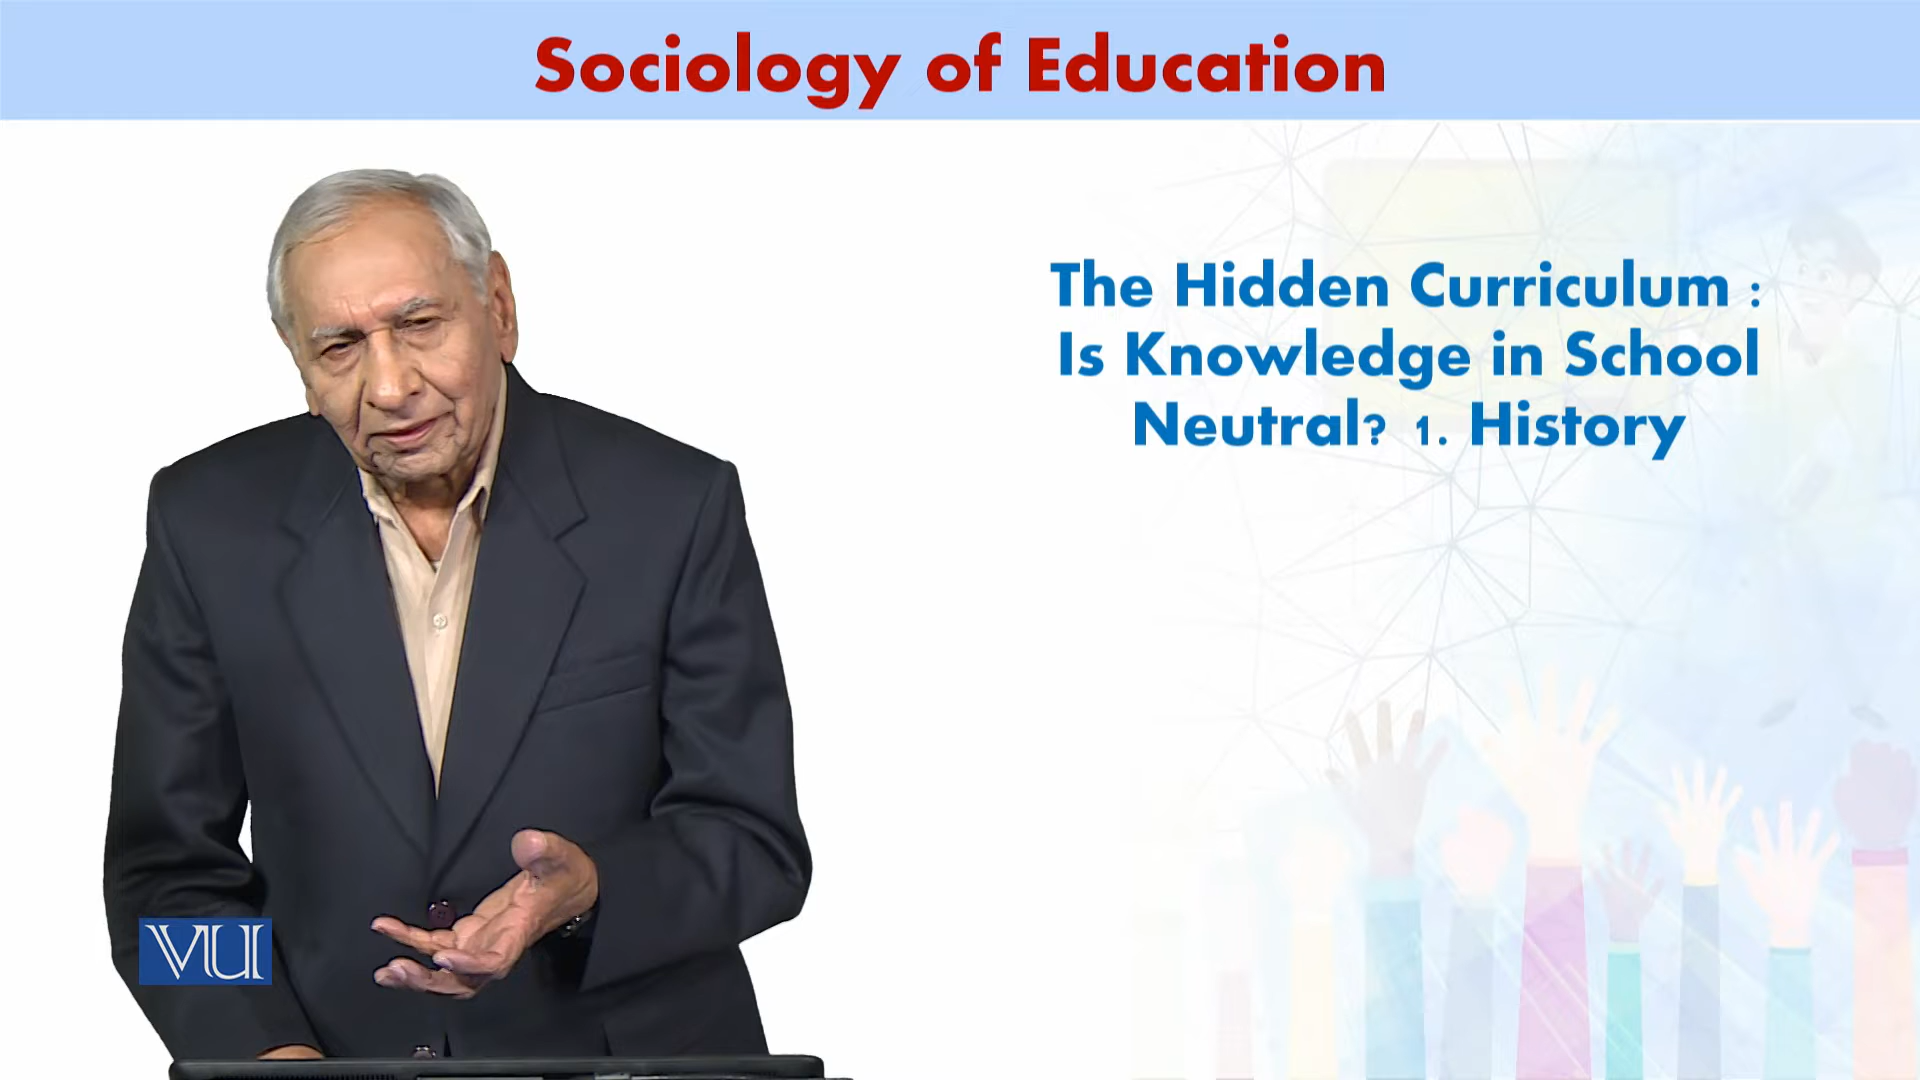 Sociology of Education
The Hidden Curriculum :
Is Knowledge in School
Neutral? 1. History
VU